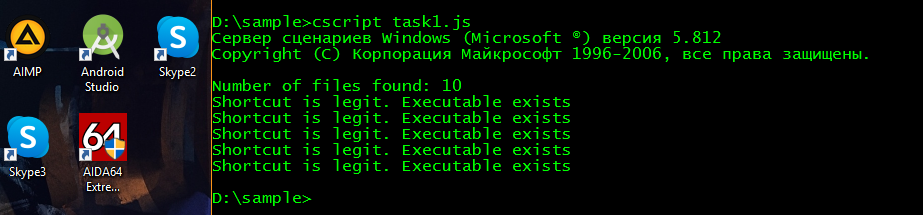 AIMP
Android
Studio
Skype2
Skype3
64
AIDA64
Extre...
D:\sample>cscript task1.js
Сервер сценариев Windows (Microsoft ®) версия 5.812
Copyright (C) Корпорация Майкрософт 1996-2006, все права защищены.
Number of files found: 10
Shortcut is legit. Executable exists
Shortcut is legit. Executable exists
Shortcut is legit. Executable exists
Shortcut is legit. Executable exists
Shortcut is legit. Executable exists
D:\sample>